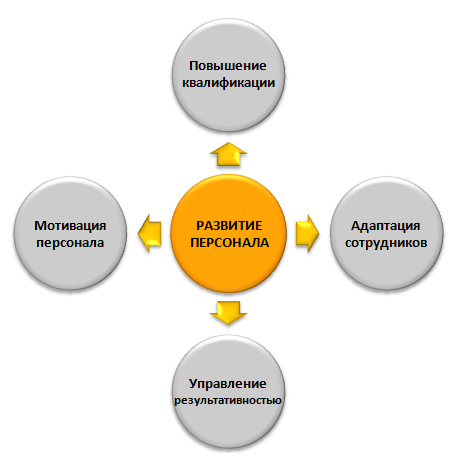 Повышение
квалификации
Мотивация
персонала
РАЗВИТИЕ
ПЕРСОНАЛА
Адаптация
сотрудников
Управление
результативностью